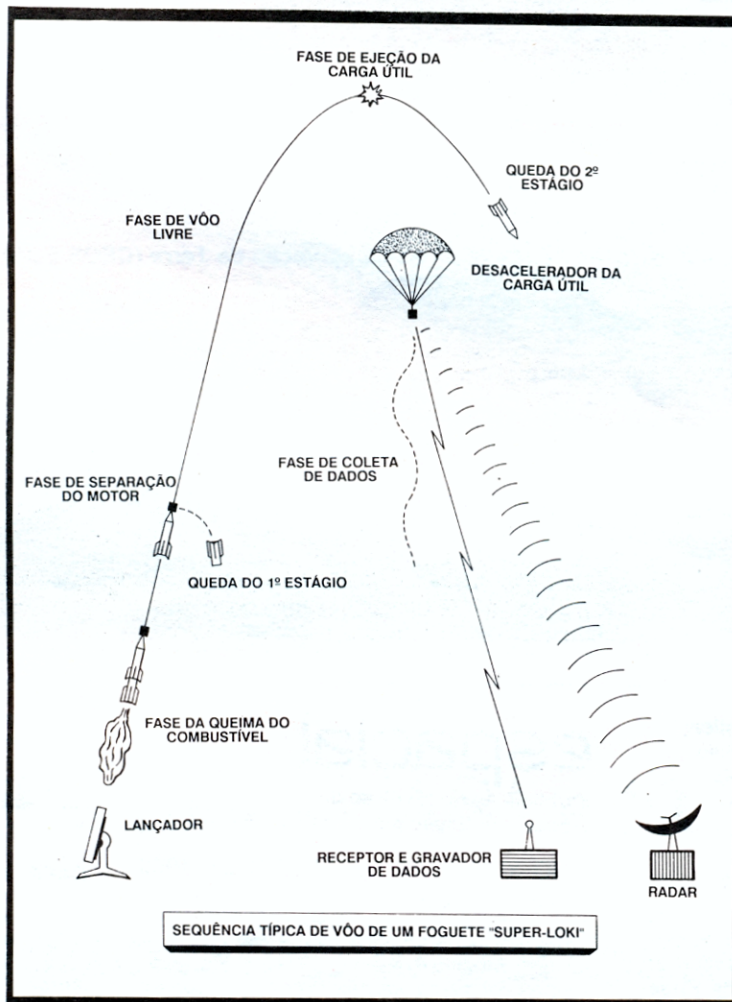 FASE DE EJEÇÃO DA
CARGA ÚTIL
QUEDA DO 2º
ESTÁGIO
FASE DE VÔO
LIVRE
DESACELERADOR DA
CARGA ÚTIL
FASE DE COLETA
DE DADOS
FASE DE SEPARAÇÃO
DO MOTOR
QUEDA DO 1º ESTÁGIO
FASE DA QUEIMA DO
COMBUSTÍVEL
LANÇADOR
RECEPTOR E GRAVADOR
DE DADOS
RADAR
SEQUÊNCIA TÍPICA DE VÔO DE UM FOGUETE "SUPER-LOKI"